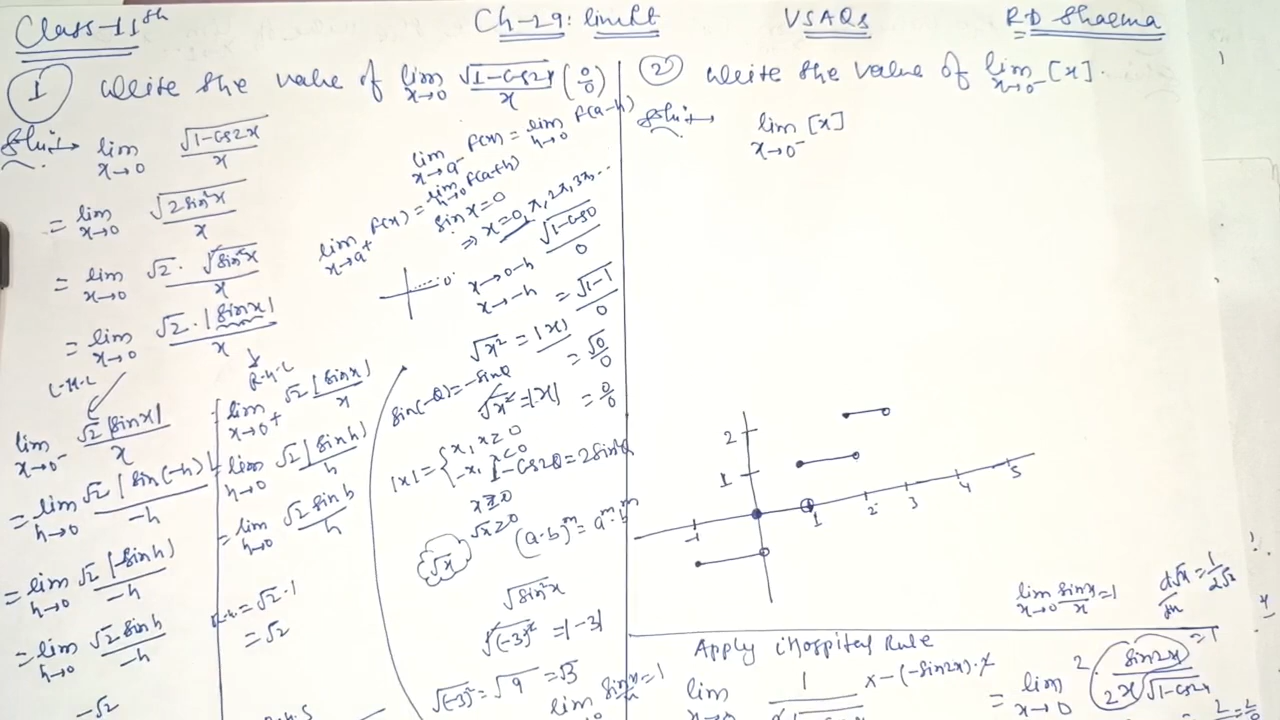 Class-11th Ch-29: limit VSAQs RD Sharma
1 Write the value of lim x→0 √(1-cos2x)/x (0/0)
Soln:→ lim x→0 √(1-cos2x)/x
= lim x→0 √(2sin²x)/x
= lim x→0 √2·√(sin²x)/x
= lim x→0 √2·|sinx|/x
L-H-L
lim x→0⁻ √2|sinx|/x
= lim h→0 √2|sin(-h)|/-h
= lim h→0 √2|-sinh|/-h
= lim h→0 √2 sinh/-h
-√2
R-H-L
lim x→0+ √2|sinx|/x
lim h→0 √2|sinh|/h
= lim h→0 √2 sinh/h
= √2·1
= √2
lim x→a⁻ f(x) = lim h→0 f(a-h)
lim x→a⁺ f(x) = lim h→0 f(a+h)
sinx=0
⇒ x=0,π,2π,3π,...
x→0-h
x→-h
√(1-cos0)/0
= √(1-1)/0
= √0/0
= 0/0
√x² = |x|
sin(-θ)=-sinθ
√x² = |x|
|x| = { x, x≥0
-x, x<0
1-cos2θ=2sin²θ
x≥0
√x≥0
√x
(a·b)^m = a^m·b^m
√sin²x
√(-3)² = |-3|
√(-3)² = √9 = √3
lim sinx/x=1
2 Write the value of lim x→0⁻ [x].
Soln:→ lim x→0⁻ [x]
2
1
-1 1 2 3 4 5
lim x→0 sinx/x=1
d√x/dx = 1/2√x
Apply L Hospital Rule
lim 1 x-(-sin2x)·2
= lim x→0 2 sin2x/2x√(1-cos2x) =1